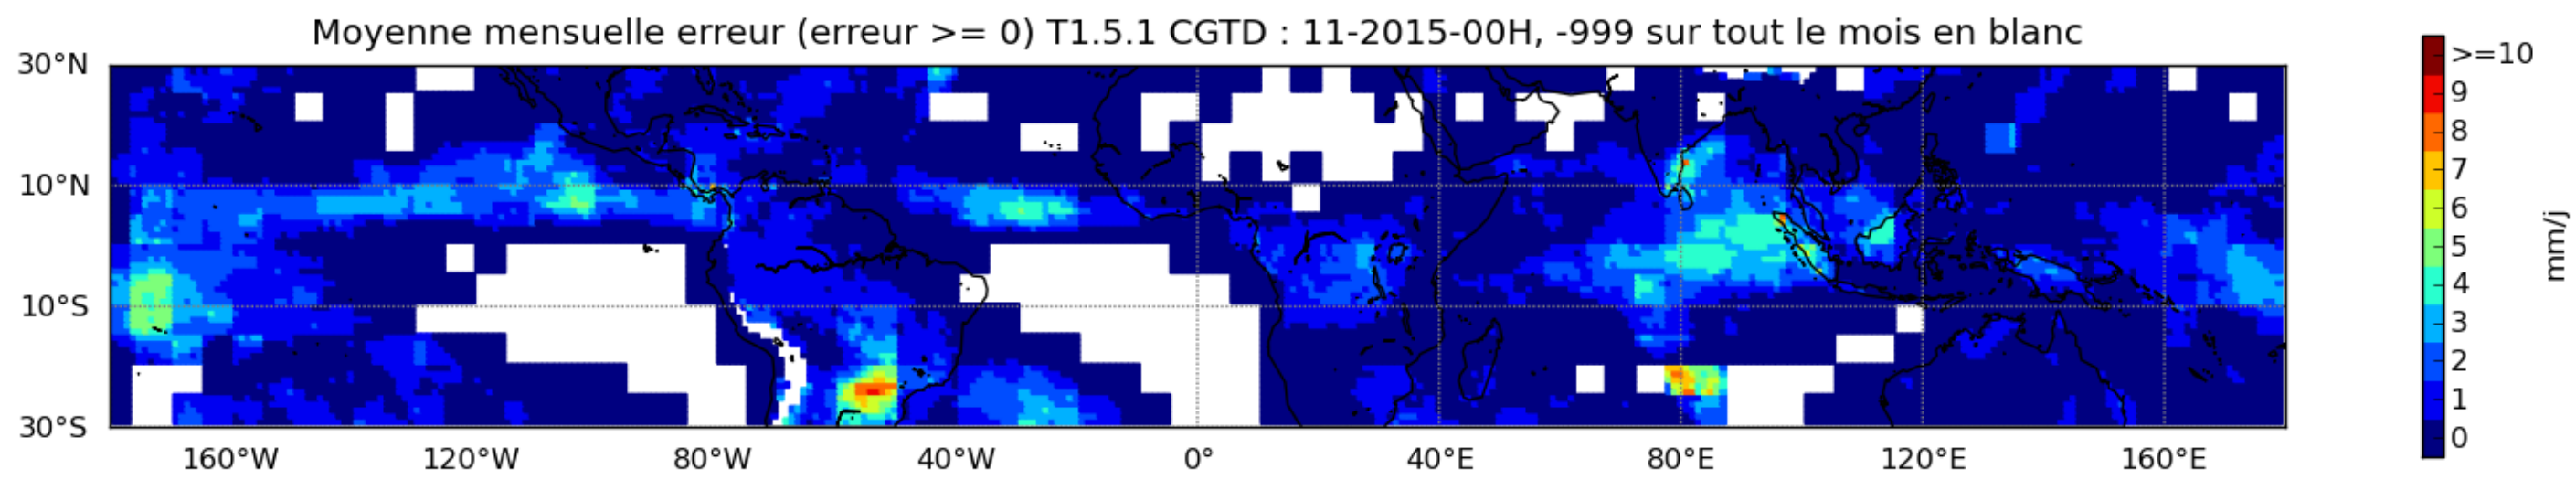 Moyenne mensuelle erreur (erreur >= 0) T1.5.1 CGTD : 11-2015-00H, -999 sur tout le mois en blanc
30°N
10°N
10°S
30°S
160°W
120°W
80°W
40°W
0°
40°E
80°E
120°E
160°E
>=10
9
8
7
6
5
4
3
2
1
0
mm/j